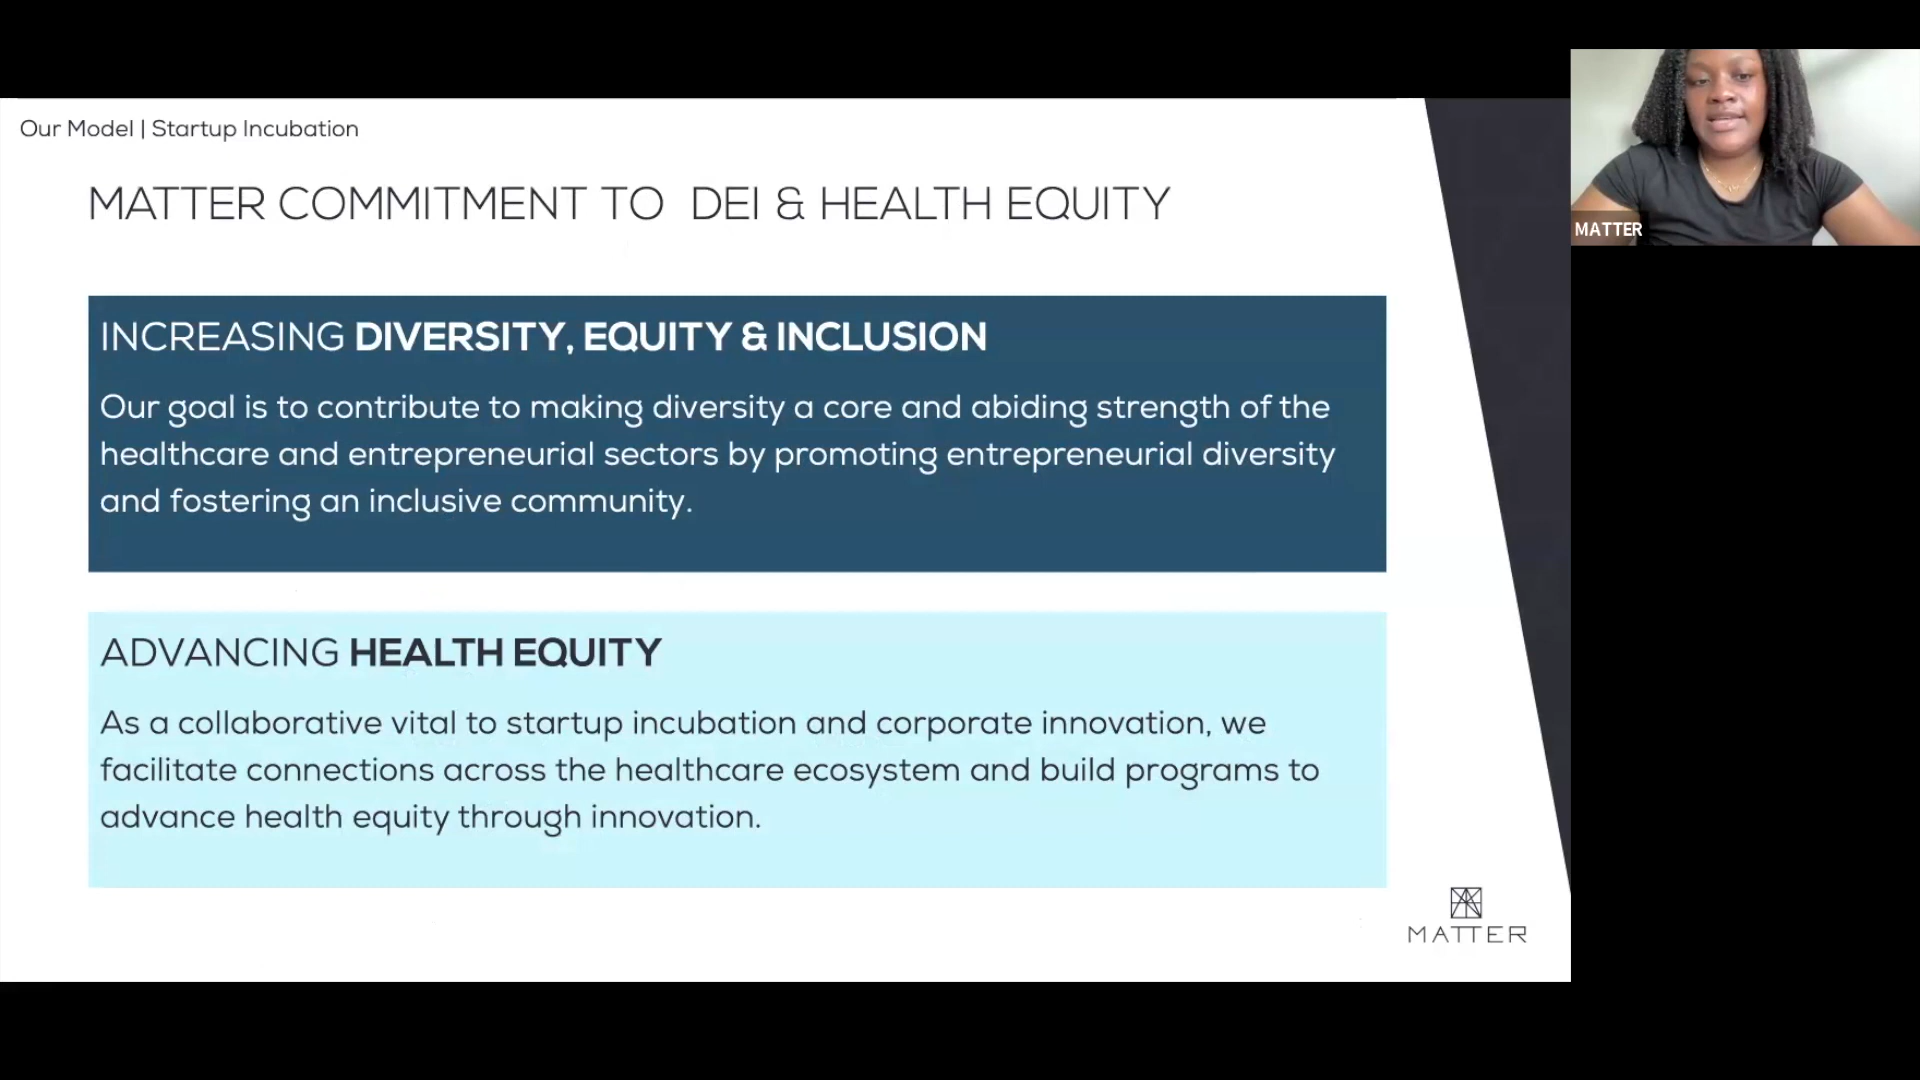 Our Model | Startup Incubation
MATTER COMMITMENT TO DEI & HEALTH EQUITY
INCREASING DIVERSITY, EQUITY & INCLUSION
Our goal is to contribute to making diversity a core and abiding strength of the
healthcare and entrepreneurial sectors by promoting entrepreneurial diversity
and fostering an inclusive community.
ADVANCING HEALTH EQUITY
As a collaborative vital to startup incubation and corporate innovation, we
facilitate connections across the healthcare ecosystem and build programs to
advance health equity through innovation.
MATTER
MATTER